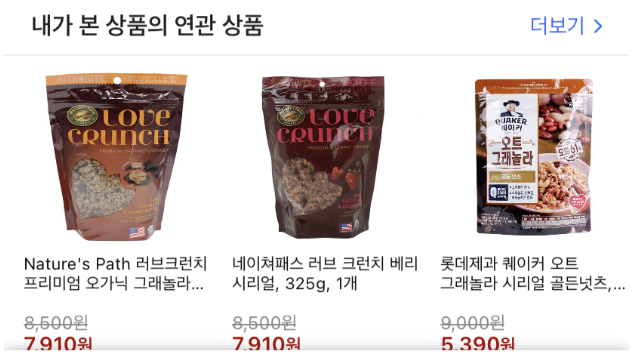 내가 본 상품의 연관 상품
더보기
LOVE
CRUNCH
LOVE
CRUNCH
QUAKER
퀘이커
오트
그래놀라
Nature's Path 러브크런치
프리미엄 오가닉 그래놀라...
네이쳐패스 러브 크런치 베리
시리얼, 325g, 1개
롯데제과 퀘이커 오트
그래놀라 시리얼 골든넛츠,...
8,500원
7,910원
8,500원
7,910원
9,000원
5,390원